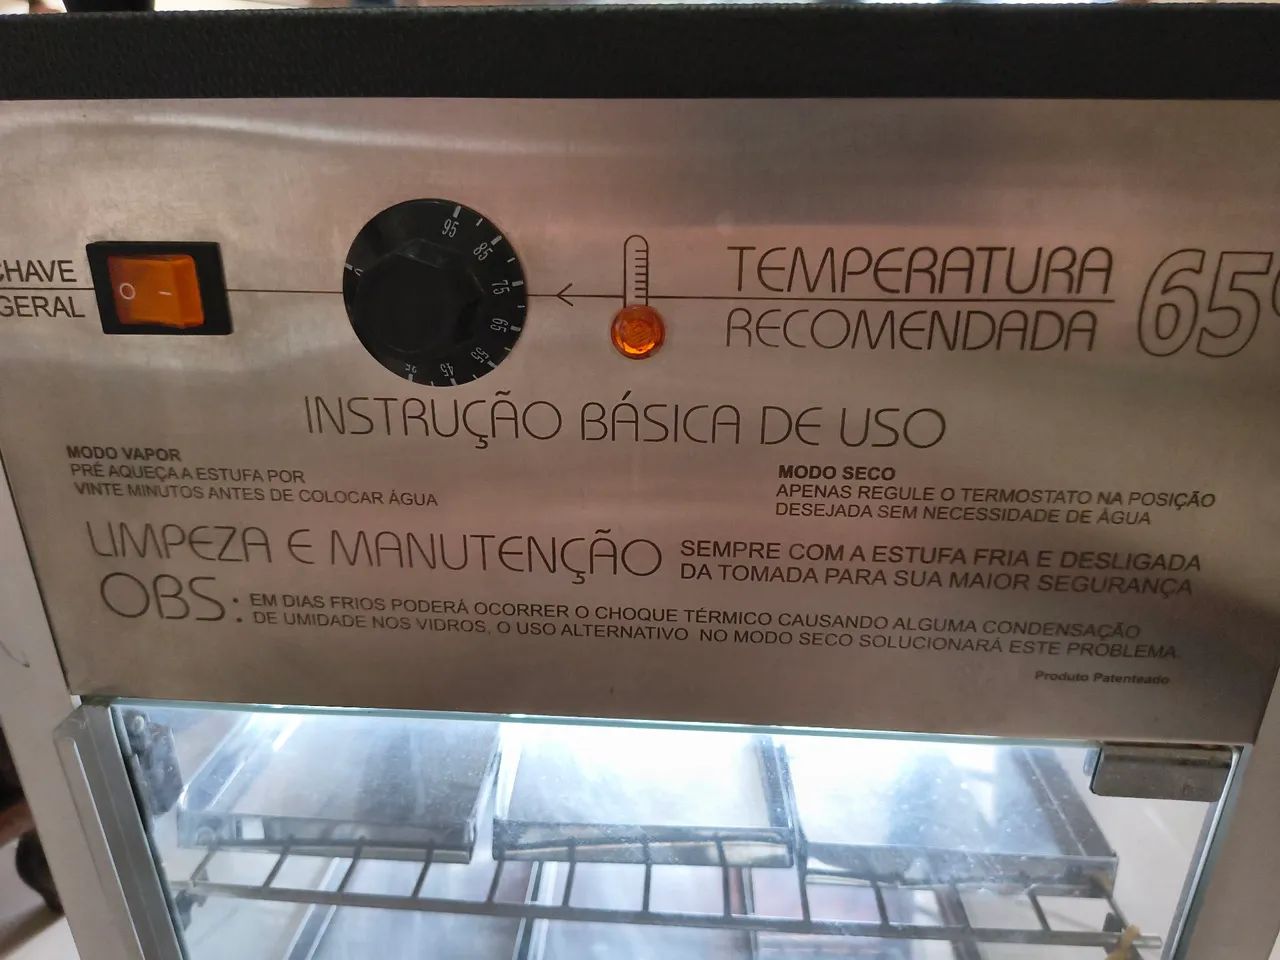 CHAVE
GERAL
O
95
85
75
65
55
45
TEMPERATURA
RECOMENDADA
65°
INSTRUÇÃO BÁSICA DE USO
MODO VAPOR
PRÉ AQUEÇA A ESTUFA POR
VINTE MINUTOS ANTES DE COLOCAR ÁGUA
MODO SECO
APENAS REGULE O TERMOSTATO NA POSIÇÃO
DESEJADA SEM NECESSIDADE DE ÁGUA
LIMPEZA E MANUTENÇÃO
SEMPRE COM A ESTUFA FRIA E DESLIGADA
DA TOMADA PARA SUA MAIOR SEGURANÇA
OBS:
EM DIAS FRIOS PODERÁ OCORRER O CHOQUE TÉRMICO CAUSANDO ALGUMA CONDENSAÇÃO
DE UMIDADE NOS VIDROS, O USO ALTERNATIVO NO MODO SECO SOLUCIONARÁ ESTE PROBLEMA.
Produto Patenteado